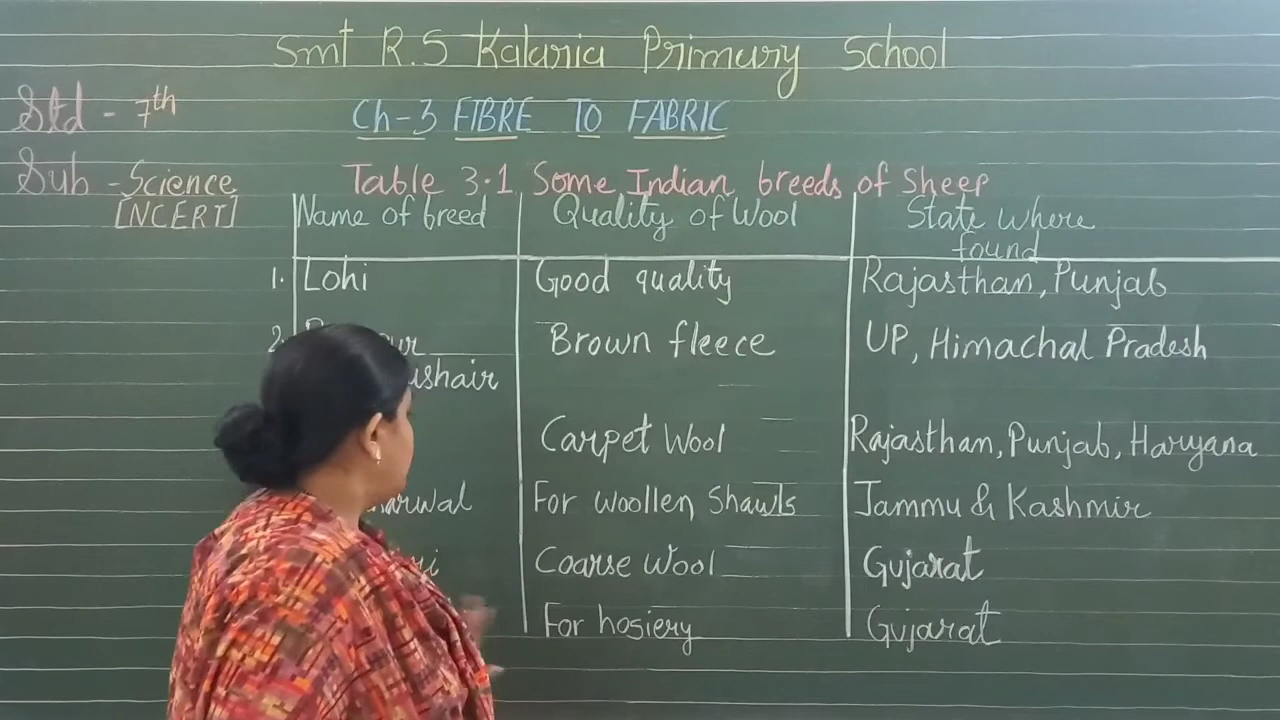 Smt R.S Kalaria Primary School
Std - 7th
Ch-3 FIBRE TO FABRIC
Sub - Science
[NCERT]
Table 3.1 Some Indian breeds of Sheep
Name of breed Quality of Wool State where found
1. Lohi Good quality Rajasthan, Punjab
2. Brown fleece UP, Himachal Pradesh
Carpet Wool Rajasthan, Punjab, Haryana
For woollen Shawls Jammu & Kashmir
Coarse Wool Gujarat
For hosiery Gujarat